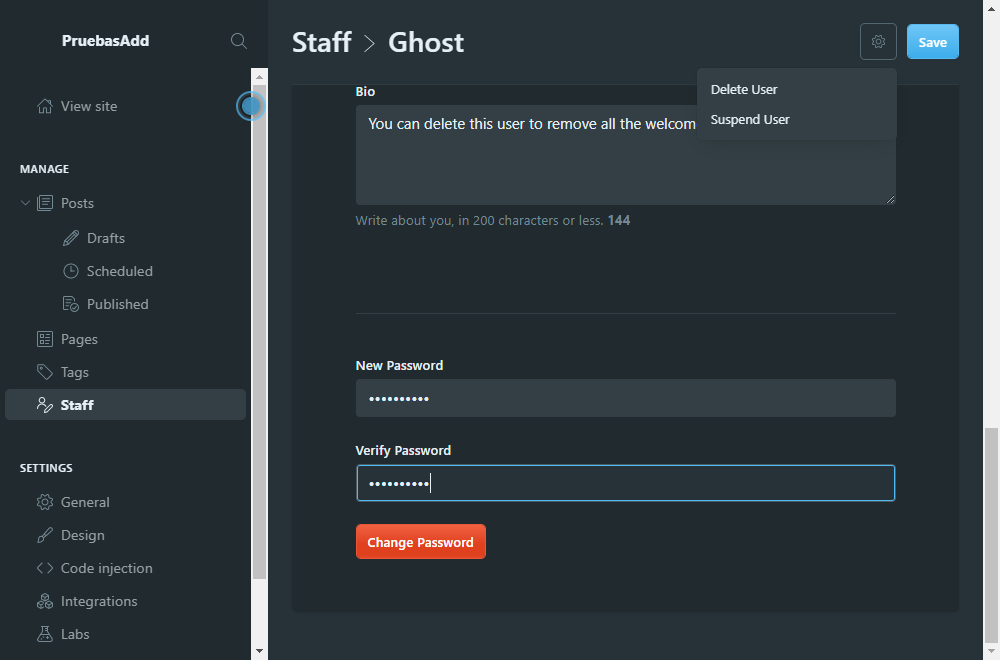 PruebasAdd
View site
MANAGE
Posts
Drafts
Scheduled
Published
Pages
Tags
Staff
SETTINGS
General
Design
Code injection
Integrations
Labs
Staff > Ghost
Save
Delete User
Suspend User
Bio
You can delete this user to remove all the welcom
Write about you, in 200 characters or less. 144
New Password
••••••••••
Verify Password
••••••••••
Change Password